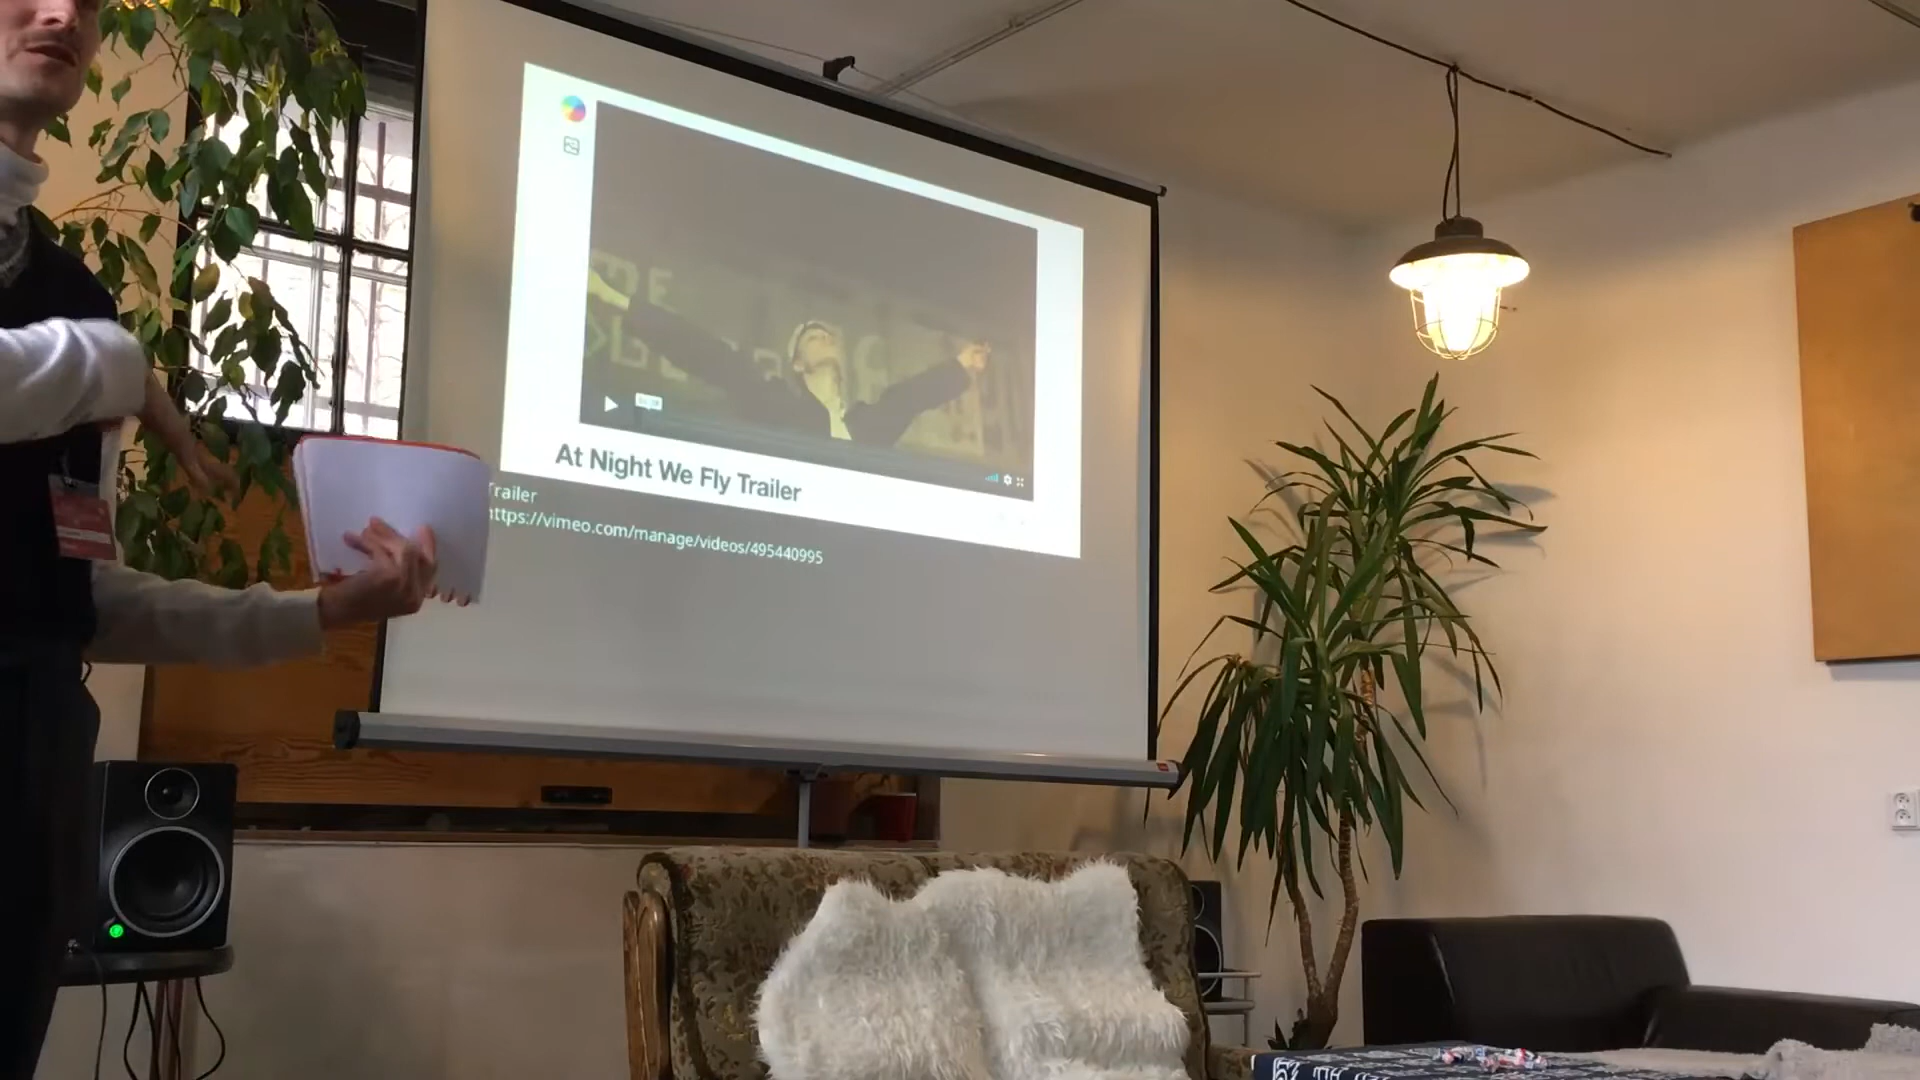 At Night We Fly Trailer
Trailer
https://vimeo.com/manage/videos/495440995